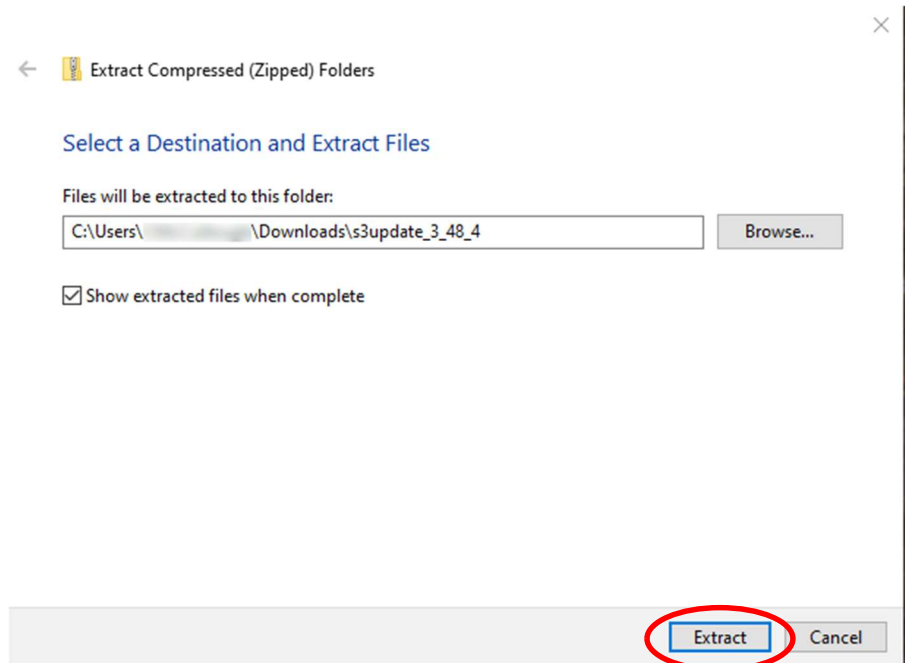 Extract Compressed (Zipped) Folders
Select a Destination and Extract Files
Files will be extracted to this folder:
C:\Users\ \Downloads\s3update_3_48_4
Browse...
Show extracted files when complete
Extract
Cancel